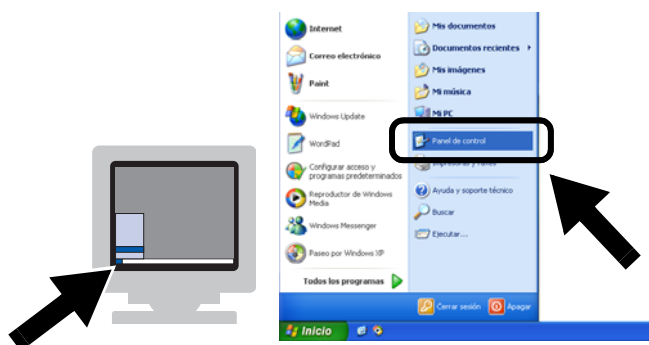 Internet
Correo electrónico
Paint
Windows Update
WordPad
Configurar acceso y
programas predeterminados
Reproductor de Windows
Media
Windows Messenger
Paseo por Windows XP
Todos los programas
Mis documentos
Documentos recientes
Mis imágenes
Mi música
Mi PC
Panel de control
Impresoras y faxes
Ayuda y soporte técnico
Buscar
Ejecutar...
Cerrar sesión
Apagar
Inicio